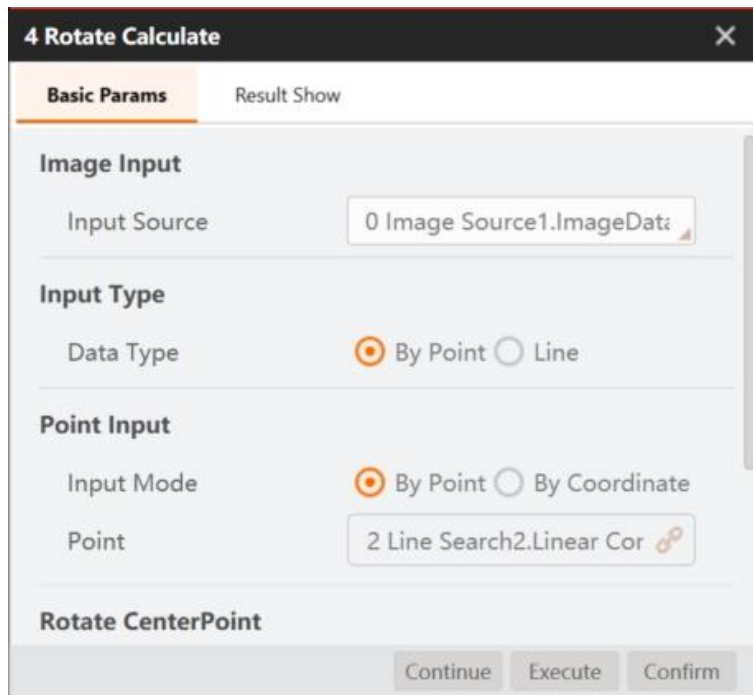 4 Rotate Calculate
Basic Params Result Show
Image Input
Input Source 0 Image Source1.ImageData
Input Type
Data Type By Point Line
Point Input
Input Mode By Point By Coordinate
Point 2 Line Search2.Linear Cor
Rotate CenterPoint
Continue Execute Confirm